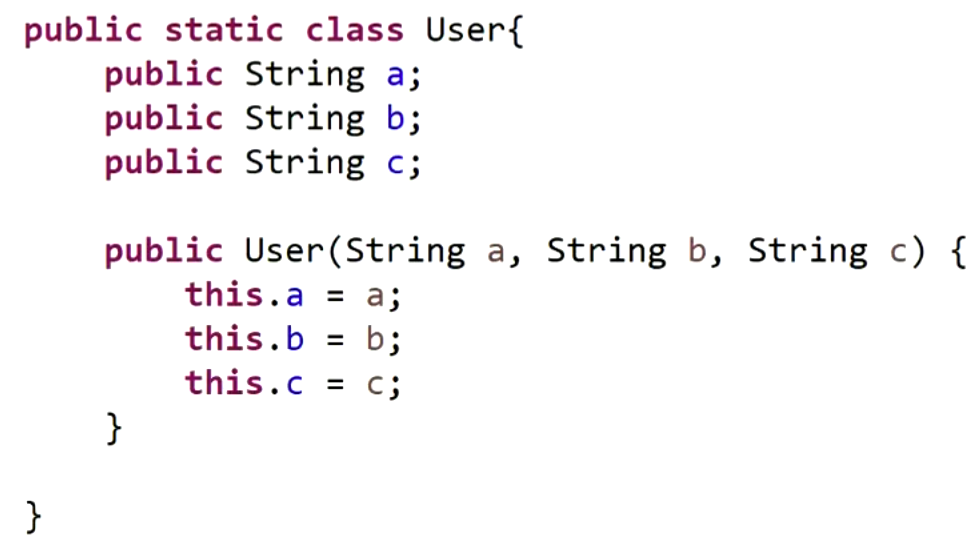 public static class User{
public String a;
public String b;
public String c;
public User(String a, String b, String c) {
this.a = a;
this.b = b;
this.c = c;
}
}